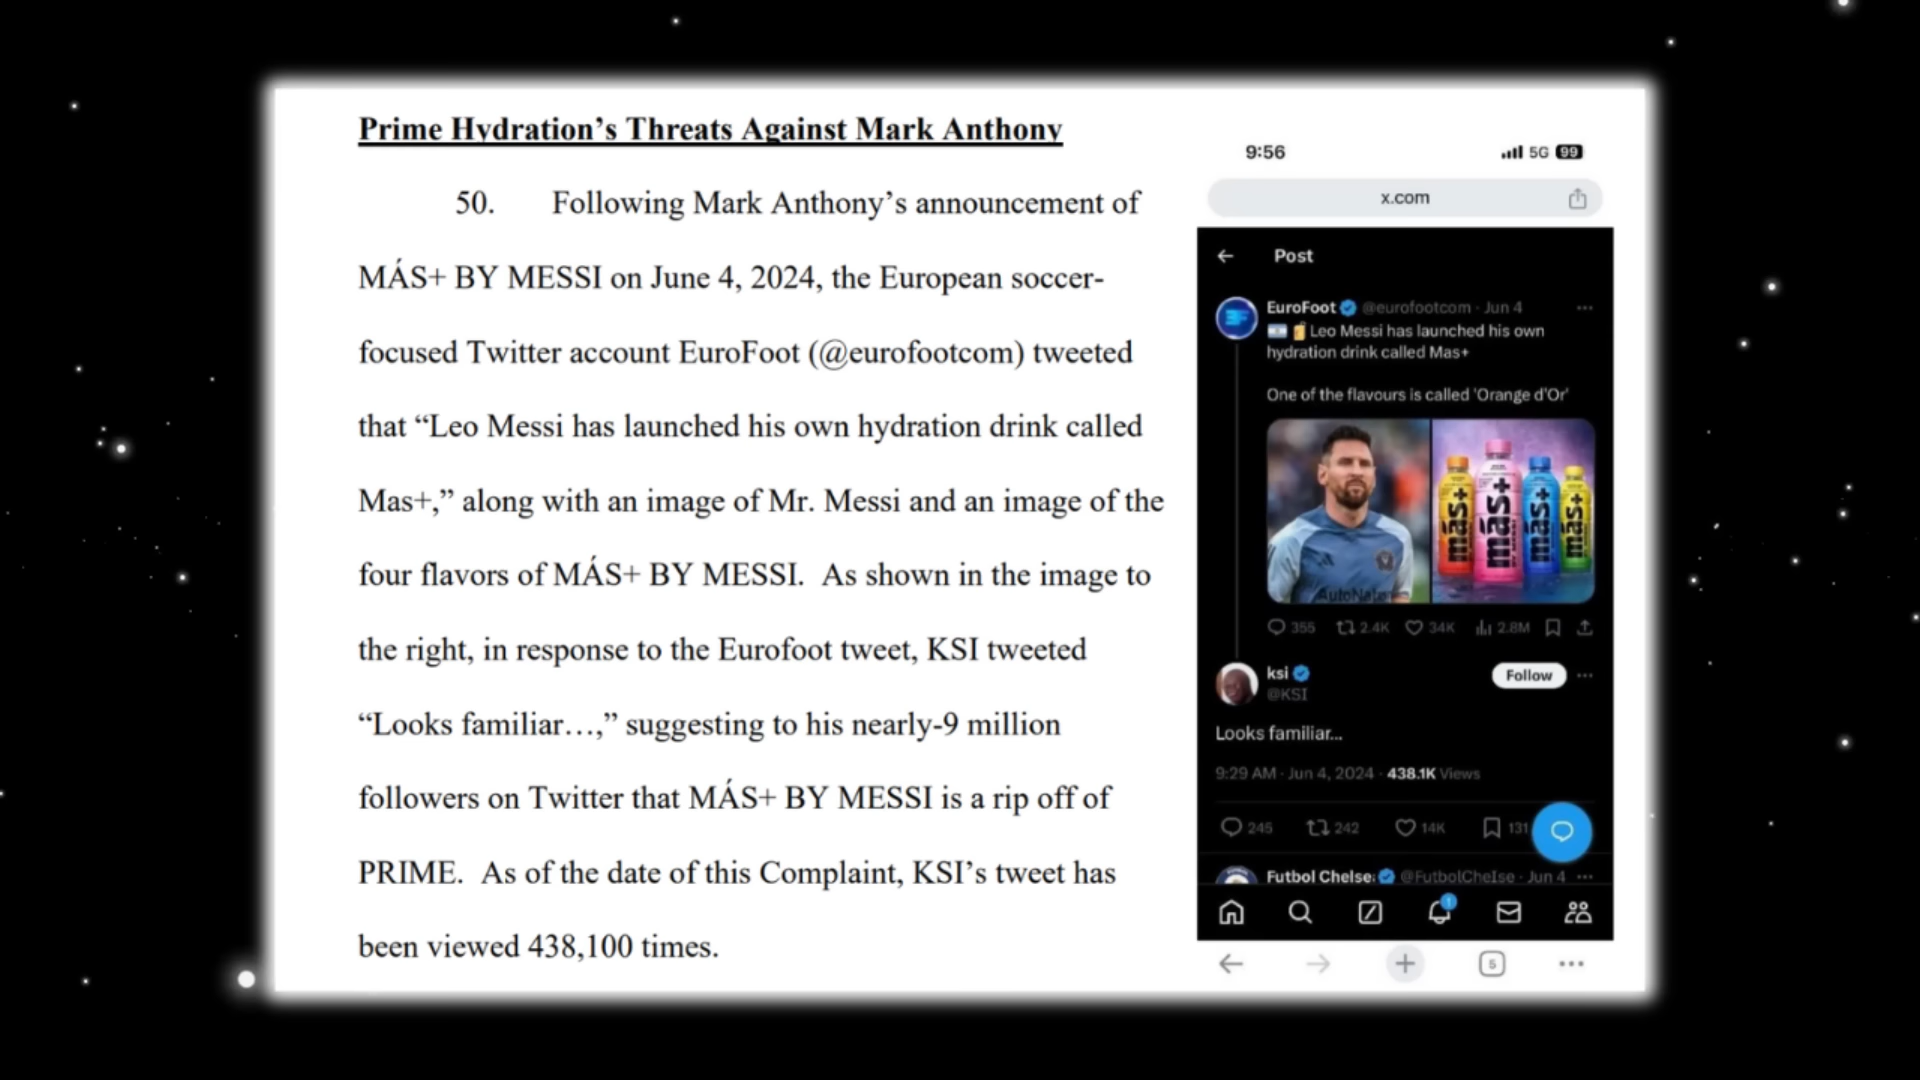 Prime Hydration’s Threats Against Mark Anthony
50. Following Mark Anthony’s announcement of
MÁS+ BY MESSI on June 4, 2024, the European soccer-
focused Twitter account EuroFoot (@eurofootcom) tweeted
that “Leo Messi has launched his own hydration drink called
Mas+,” along with an image of Mr. Messi and an image of the
four flavors of MÁS+ BY MESSI. As shown in the image to
the right, in response to the Eurofoot tweet, KSI tweeted
“Looks familiar…,” suggesting to his nearly-9 million
followers on Twitter that MÁS+ BY MESSI is a rip off of
PRIME. As of the date of this Complaint, KSI’s tweet has
been viewed 438,100 times.
9:56
5G 99
x.com
Post
EuroFoot @eurofootcom · Jun 4
Leo Messi has launched his own
hydration drink called Mas+
One of the flavours is called 'Orange d'Or'
más+ más+ más+ más+
355 2.4K 34K 2.8M
ksi
@KSI
Follow
Looks familiar...
9:29 AM · Jun 4, 2024 · 438.1K Views
245 242 14K 131
Futbol Chelse @FutbolChelse · Jun 4
1
5